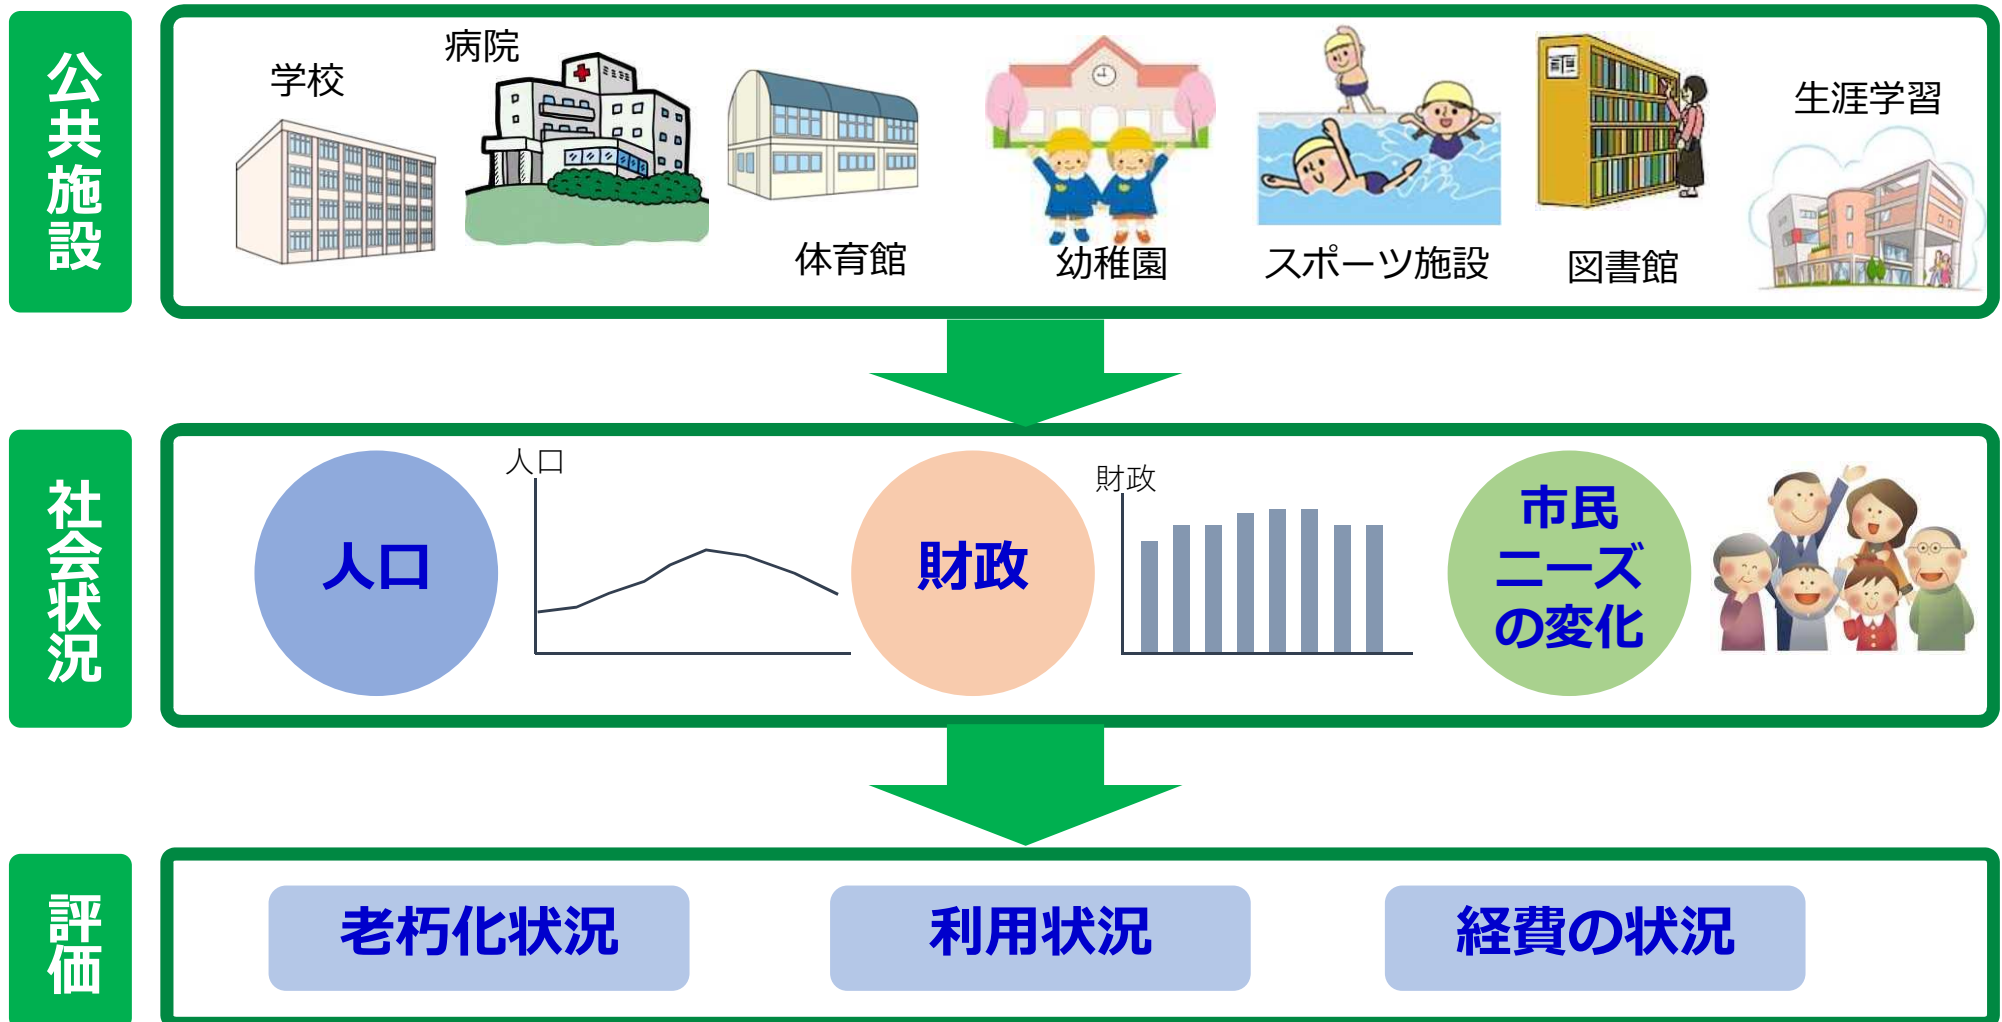 公共施設
学校
病院
体育館
幼稚園
スポーツ施設
図書館
生涯学習
社会状況
人口
人口
財政
財政
市民
ニーズ
の変化
評価
老朽化状況
利用状況
経費の状況